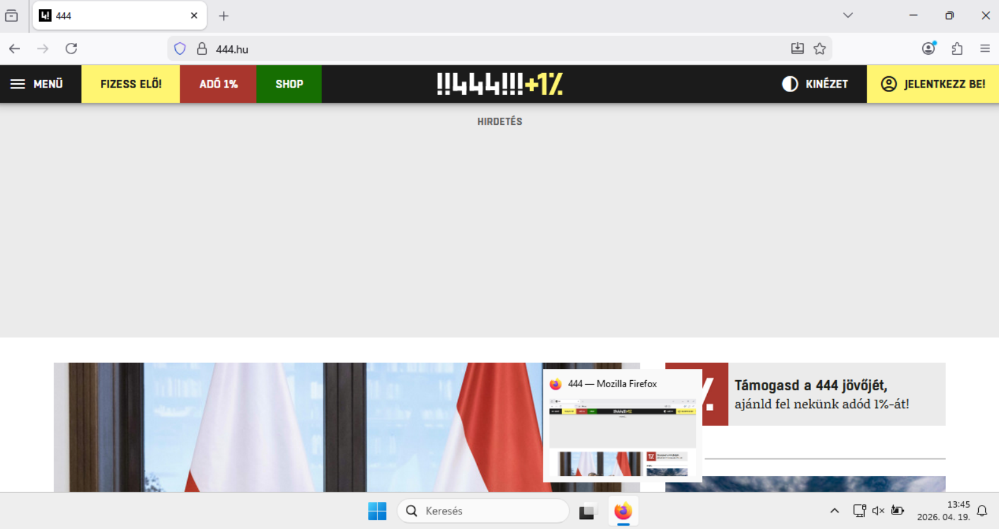 444
444.hu
MENÜ
FIZESS ELŐ!
ADÓ 1%
SHOP
!!444!!!+1%
KINÉZET
JELENTKEZZ BE!
HIRDETÉS
444 — Mozilla Firefox
Támogasd a 444 jövőjét,
ajánld fel nekünk adód 1%-át!
Keresés
13:45
2026. 04. 19.